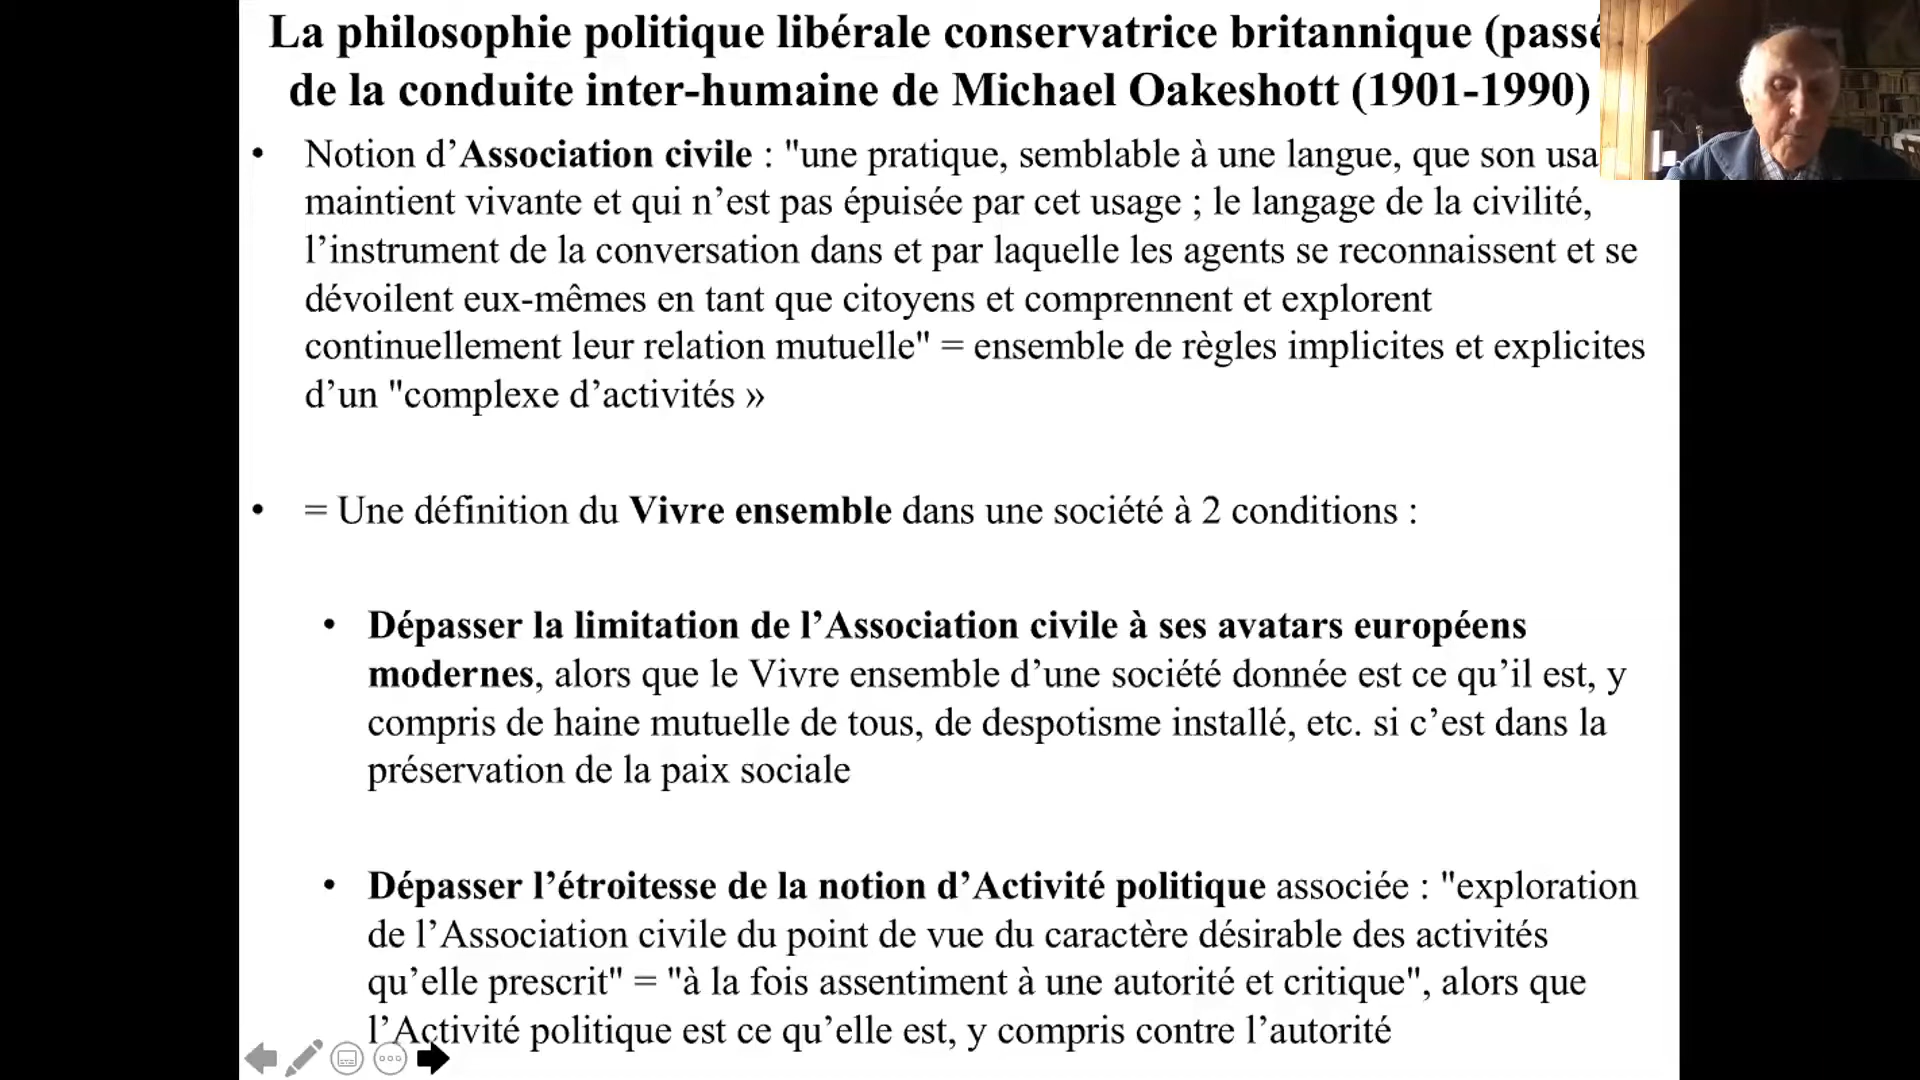 La philosophie politique libérale conservatrice britannique (passé
de la conduite inter-humaine de Michael Oakeshott (1901-1990)
• Notion d’Association civile : "une pratique, semblable à une langue, que son usa
maintient vivante et qui n’est pas épuisée par cet usage ; le langage de la civilité,
l’instrument de la conversation dans et par laquelle les agents se reconnaissent et se
dévoilent eux-mêmes en tant que citoyens et comprennent et explorent
continuellement leur relation mutuelle" = ensemble de règles implicites et explicites
d’un "complexe d’activités »
• = Une définition du Vivre ensemble dans une société à 2 conditions :
• Dépasser la limitation de l’Association civile à ses avatars européens
modernes, alors que le Vivre ensemble d’une société donnée est ce qu’il est, y
compris de haine mutuelle de tous, de despotisme installé, etc. si c’est dans la
préservation de la paix sociale
• Dépasser l’étroitesse de la notion d’Activité politique associée : "exploration
de l’Association civile du point de vue du caractère désirable des activités
qu’elle prescrit" = "à la fois assentiment à une autorité et critique", alors que
l’Activité politique est ce qu’elle est, y compris contre l’autorité